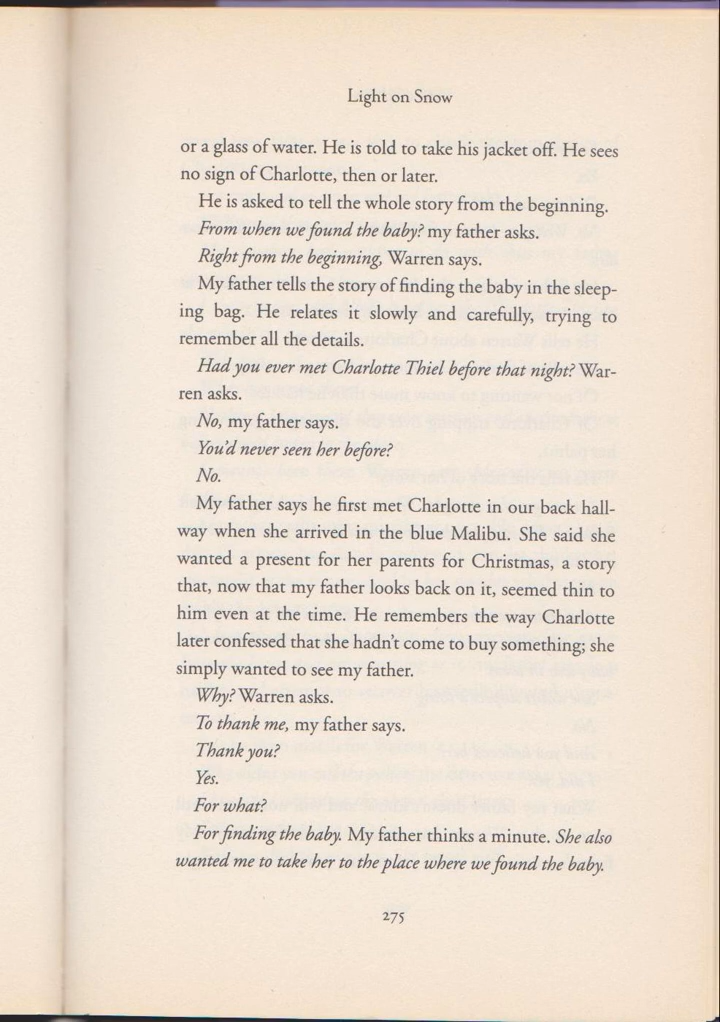 Light on Snow
or a glass of water. He is told to take his jacket off. He sees
no sign of Charlotte, then or later.
He is asked to tell the whole story from the beginning.
From when we found the baby? my father asks.
Right from the beginning, Warren says.
My father tells the story of finding the baby in the sleep-
ing bag. He relates it slowly and carefully, trying to
remember all the details.
Had you ever met Charlotte Thiel before that night? War-
ren asks.
No, my father says.
You'd never seen her before?
No.
My father says he first met Charlotte in our back hall-
way when she arrived in the blue Malibu. She said she
wanted a present for her parents for Christmas, a story
that, now that my father looks back on it, seemed thin to
him even at the time. He remembers the way Charlotte
later confessed that she hadn't come to buy something; she
simply wanted to see my father.
Why? Warren asks.
To thank me, my father says.
Thank you?
Yes.
For what?
For finding the baby. My father thinks a minute. She also
wanted me to take her to the place where we found the baby.
275